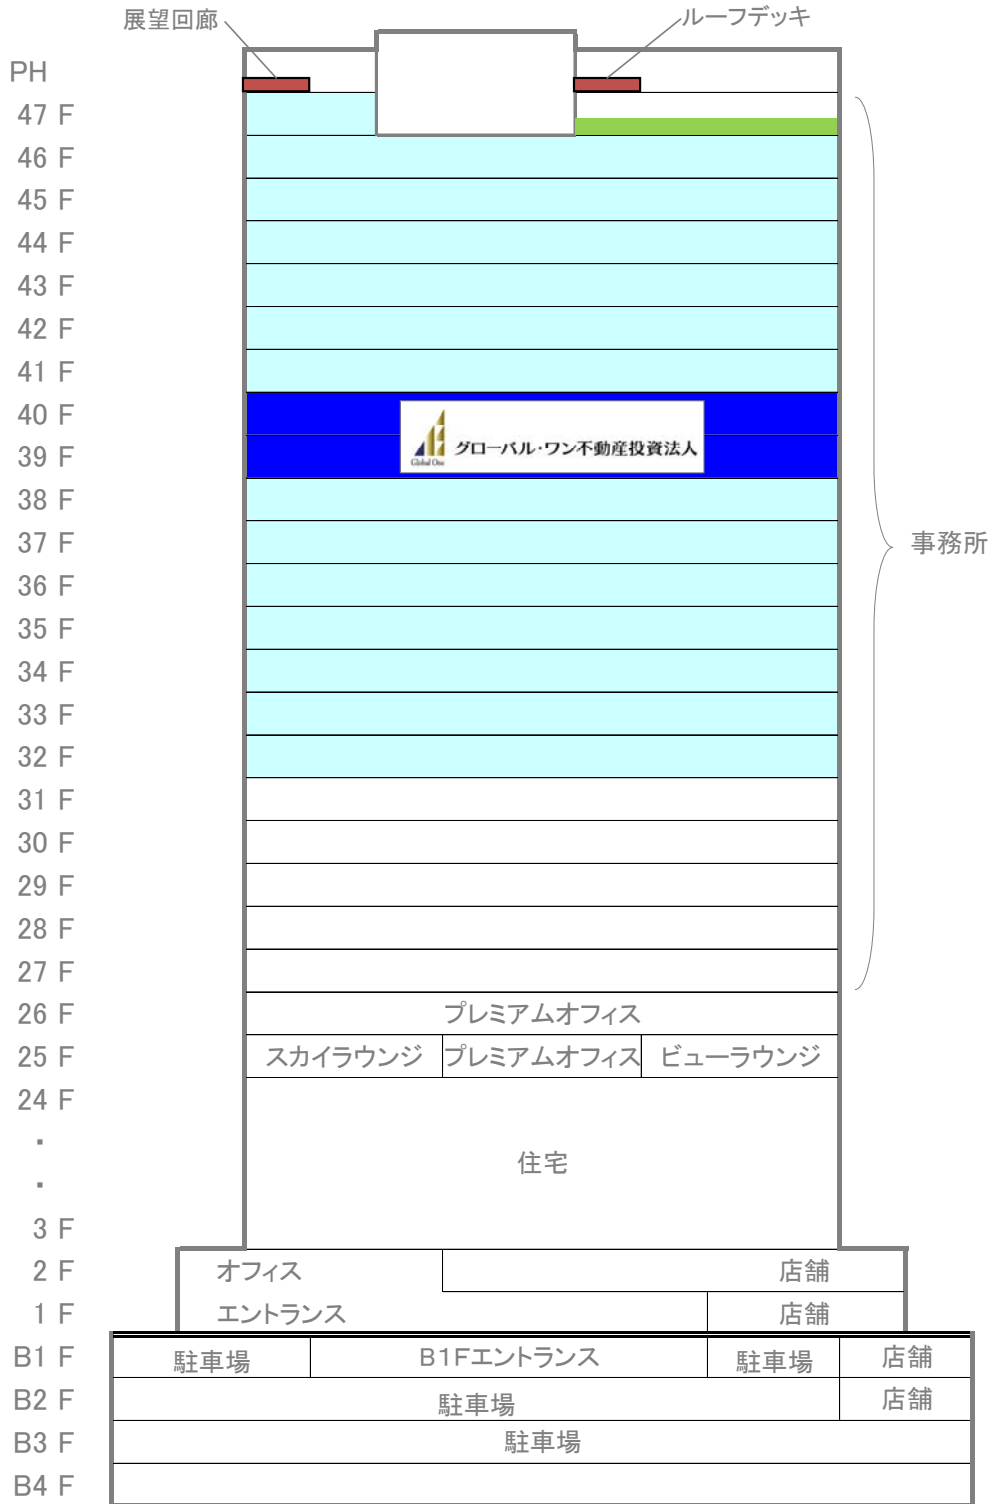 展望回廊
ルーフデッキ
PH
47 F
46 F
45 F
44 F
43 F
42 F
41 F
40 F
39 F
Global One
グローバル・ワン不動産投資法人
38 F
37 F
事務所
36 F
35 F
34 F
33 F
32 F
31 F
30 F
29 F
28 F
27 F
26 F
プレミアムオフィス
25 F
スカイラウンジ
プレミアムオフィス
ビューラウンジ
24 F
・
住宅
・
3 F
2 F
オフィス
店舗
1 F
エントランス
店舗
B1 F
駐車場
B1Fエントランス
駐車場
店舗
B2 F
駐車場
店舗
B3 F
駐車場
B4 F